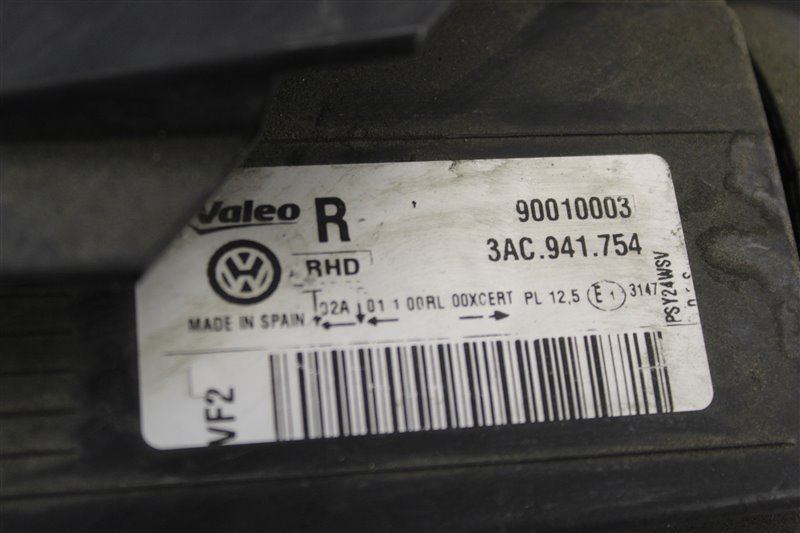 Valeo R 90010003
RHD 3AC.941.754
02A 01 1 00RL 00XCERT PL 12,5 E1 3147
MADE IN SPAIN
PSY24WSV
VF2